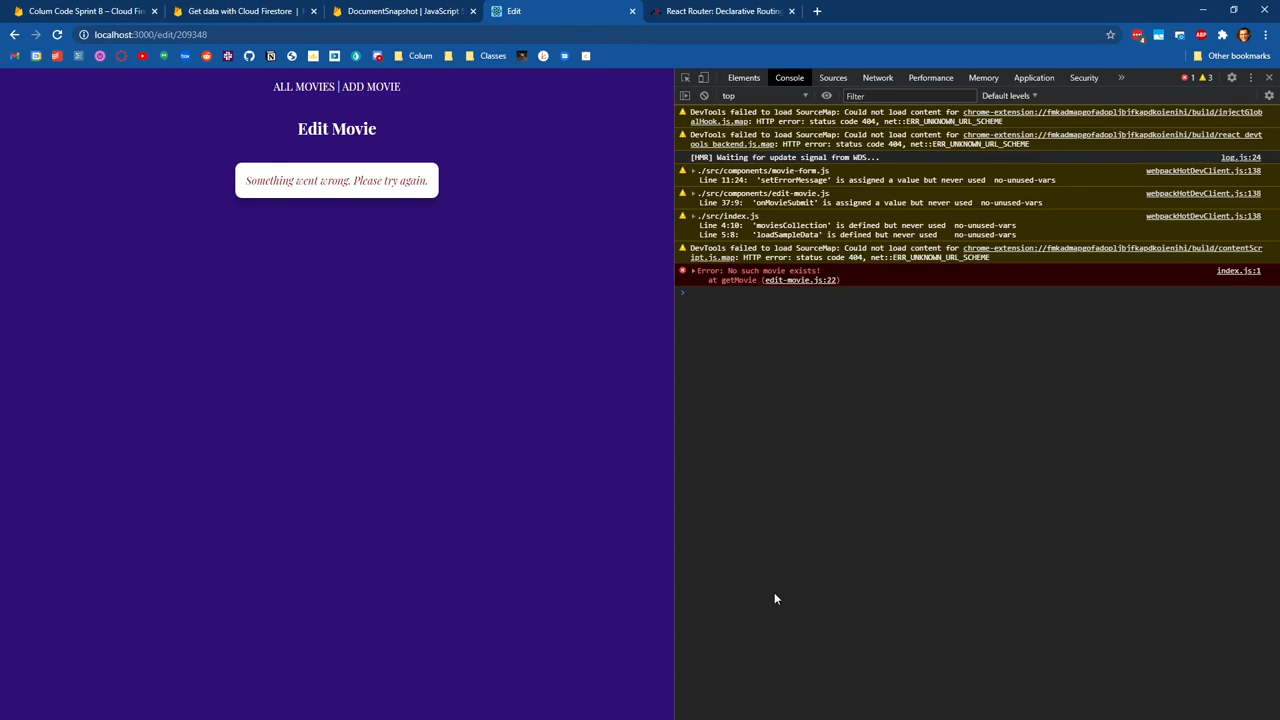 Colum Code Sprint B – Cloud Fir
Get data with Cloud Firestore |
DocumentSnapshot | JavaScript S
Edit
React Router: Declarative Routing
localhost:3000/edit/209348
Colum
Classes
Other bookmarks
ALL MOVIES | ADD MOVIE
Edit Movie
Something went wrong. Please try again.
Elements Console Sources Network Performance Memory Application Security » 1 3
top Filter Default levels
DevTools failed to load SourceMap: Could not load content for chrome-extension://fmkadmapgofadopljbjfkapdkoienihi/build/injectGlob
alHook.js.map: HTTP error: status code 404, net::ERR_UNKNOWN_URL_SCHEME
DevTools failed to load SourceMap: Could not load content for chrome-extension://fmkadmapgofadopljbjfkapdkoienihi/build/react_devt
ools_backend.js.map: HTTP error: status code 404, net::ERR_UNKNOWN_URL_SCHEME
[HMR] Waiting for update signal from WDS... log.js:24
./src/components/movie-form.js webpackHotDevClient.js:138
Line 11:24: 'setErrorMessage' is assigned a value but never used no-unused-vars
./src/components/edit-movie.js webpackHotDevClient.js:138
Line 37:9: 'onMovieSubmit' is assigned a value but never used no-unused-vars
./src/index.js webpackHotDevClient.js:138
Line 4:10: 'moviesCollection' is defined but never used no-unused-vars
Line 5:8: 'loadSampleData' is defined but never used no-unused-vars
DevTools failed to load SourceMap: Could not load content for chrome-extension://fmkadmapgofadopljbjfkapdkoienihi/build/contentScr
ipt.js.map: HTTP error: status code 404, net::ERR_UNKNOWN_URL_SCHEME
Error: No such movie exists! index.js:1
at getMovie (edit-movie.js:22)